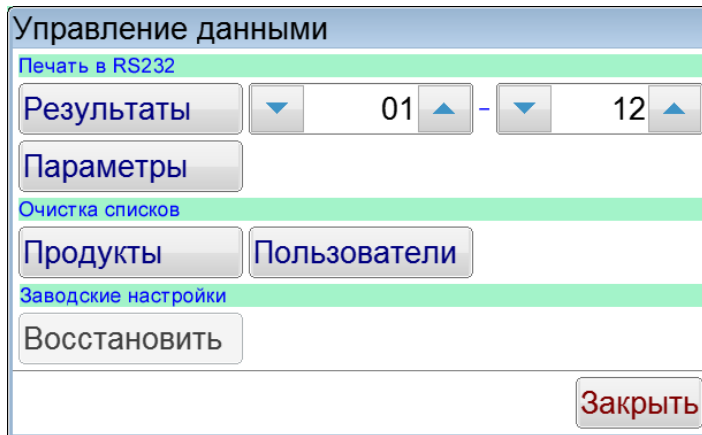 Управление данными
Печать в RS232
Результаты 01 – 12
Параметры
Очистка списков
Продукты Пользователи
Заводские настройки
Восстановить
Закрыть